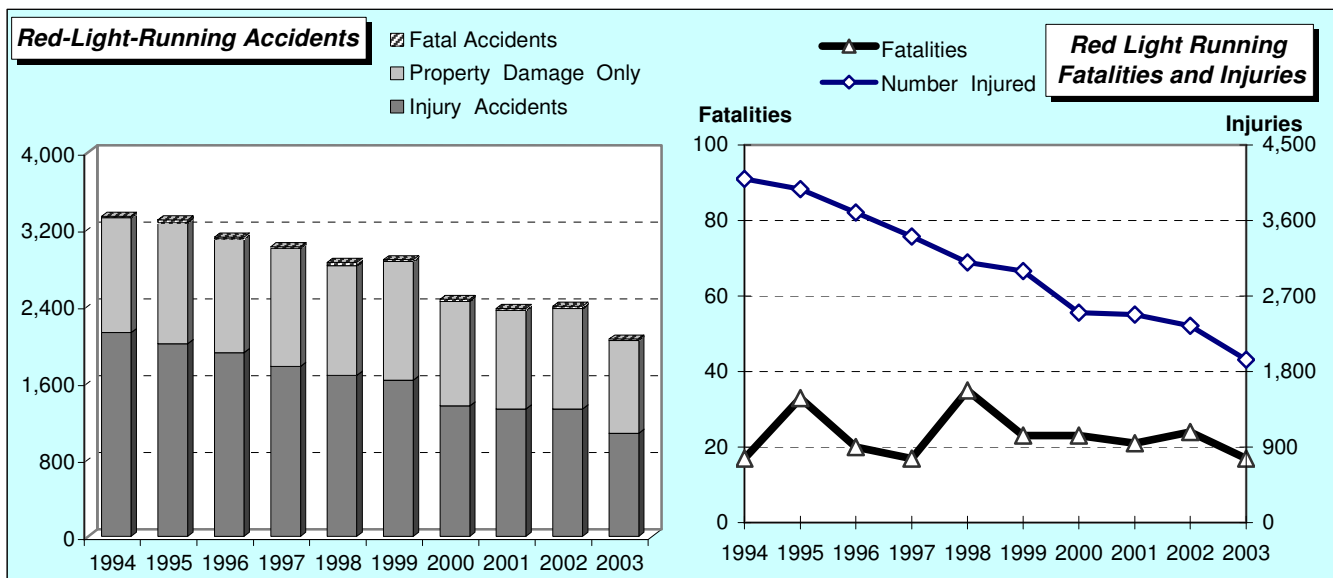 Red-Light-Running Accidents
Fatal Accidents
Property Damage Only
Injury Accidents
4,000
3,200
2,400
1,600
800
0
1994 1995 1996 1997 1998 1999 2000 2001 2002 2003
Fatalities
Number Injured
Red Light Running
Fatalities and Injuries
Fatalities
Injuries
100
80
60
40
20
0
4,500
3,600
2,700
1,800
900
0
1994 1995 1996 1997 1998 1999 2000 2001 2002 2003